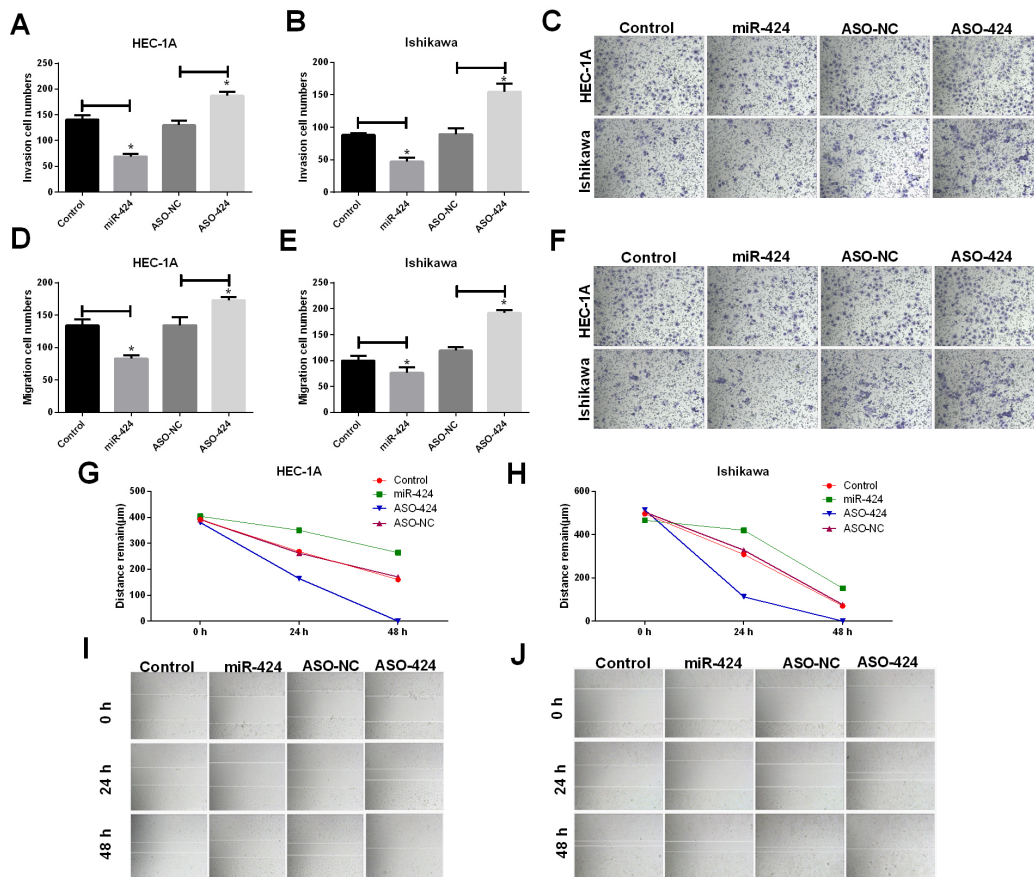 A
HEC-1A
Invasion cell numbers
250
200
150
100
50
0
*
*
Control
miR-424
ASO-NC
ASO-424
B
Ishikawa
Invasion cell numbers
200
150
100
50
0
*
*
Control
miR-424
ASO-NC
ASO-424
C
Control
miR-424
ASO-NC
ASO-424
HEC-1A
Ishikawa
D
HEC-1A
Migration cell numbers
200
150
100
50
0
*
*
Control
miR-424
ASO-NC
ASO-424
E
Ishikawa
Migration cell numbers
250
200
150
100
50
0
*
*
Control
miR-424
ASO-NC
ASO-424
F
Control
miR-424
ASO-NC
ASO-424
HEC-1A
Ishikawa
G
HEC-1A
Distance remain(μm)
500
400
300
200
100
0
0 h
24 h
48 h
Control
miR-424
ASO-424
ASO-NC
H
Ishikawa
Distance remain(μm)
600
400
200
0
0 h
24 h
48 h
Control
miR-424
ASO-424
ASO-NC
I
Control
miR-424
ASO-NC
ASO-424
0 h
24 h
48 h
J
Control
miR-424
ASO-NC
ASO-424
0 h
24 h
48 h